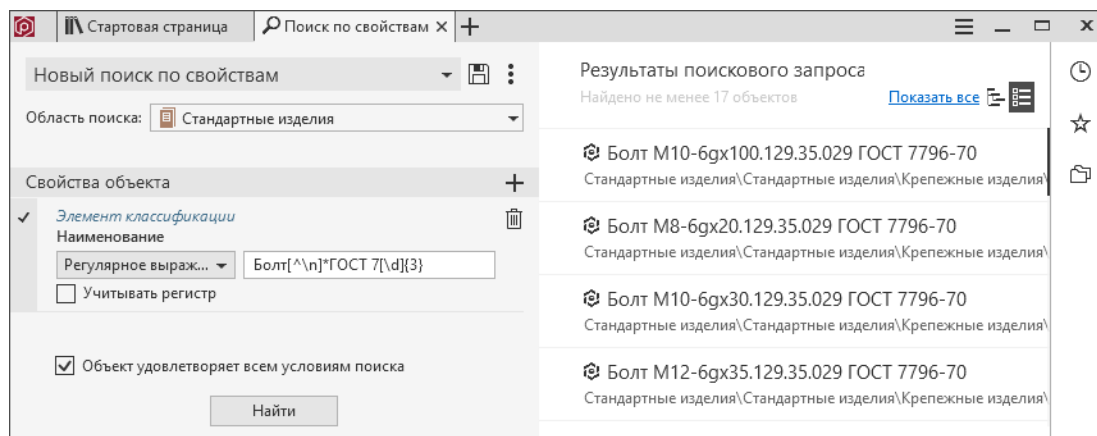 Стартовая страница
Поиск по свойствам
Новый поиск по свойствам
Область поиска: Стандартные изделия
Свойства объекта
Элемент классификации
Наименование
Регулярное выраж... Болт[^\n]*ГОСТ 7[\d]{3}
Учитывать регистр
Объект удовлетворяет всем условиям поиска
Найти
Результаты поискового запроса
Найдено не менее 17 объектов Показать все
Болт М10-6gx100.129.35.029 ГОСТ 7796-70
Стандартные изделия\Стандартные изделия\Крепежные изделия\
Болт М8-6gx20.129.35.029 ГОСТ 7796-70
Стандартные изделия\Стандартные изделия\Крепежные изделия\
Болт М10-6gx30.129.35.029 ГОСТ 7796-70
Стандартные изделия\Стандартные изделия\Крепежные изделия\
Болт М12-6gx35.129.35.029 ГОСТ 7796-70
Стандартные изделия\Стандартные изделия\Крепежные изделия\